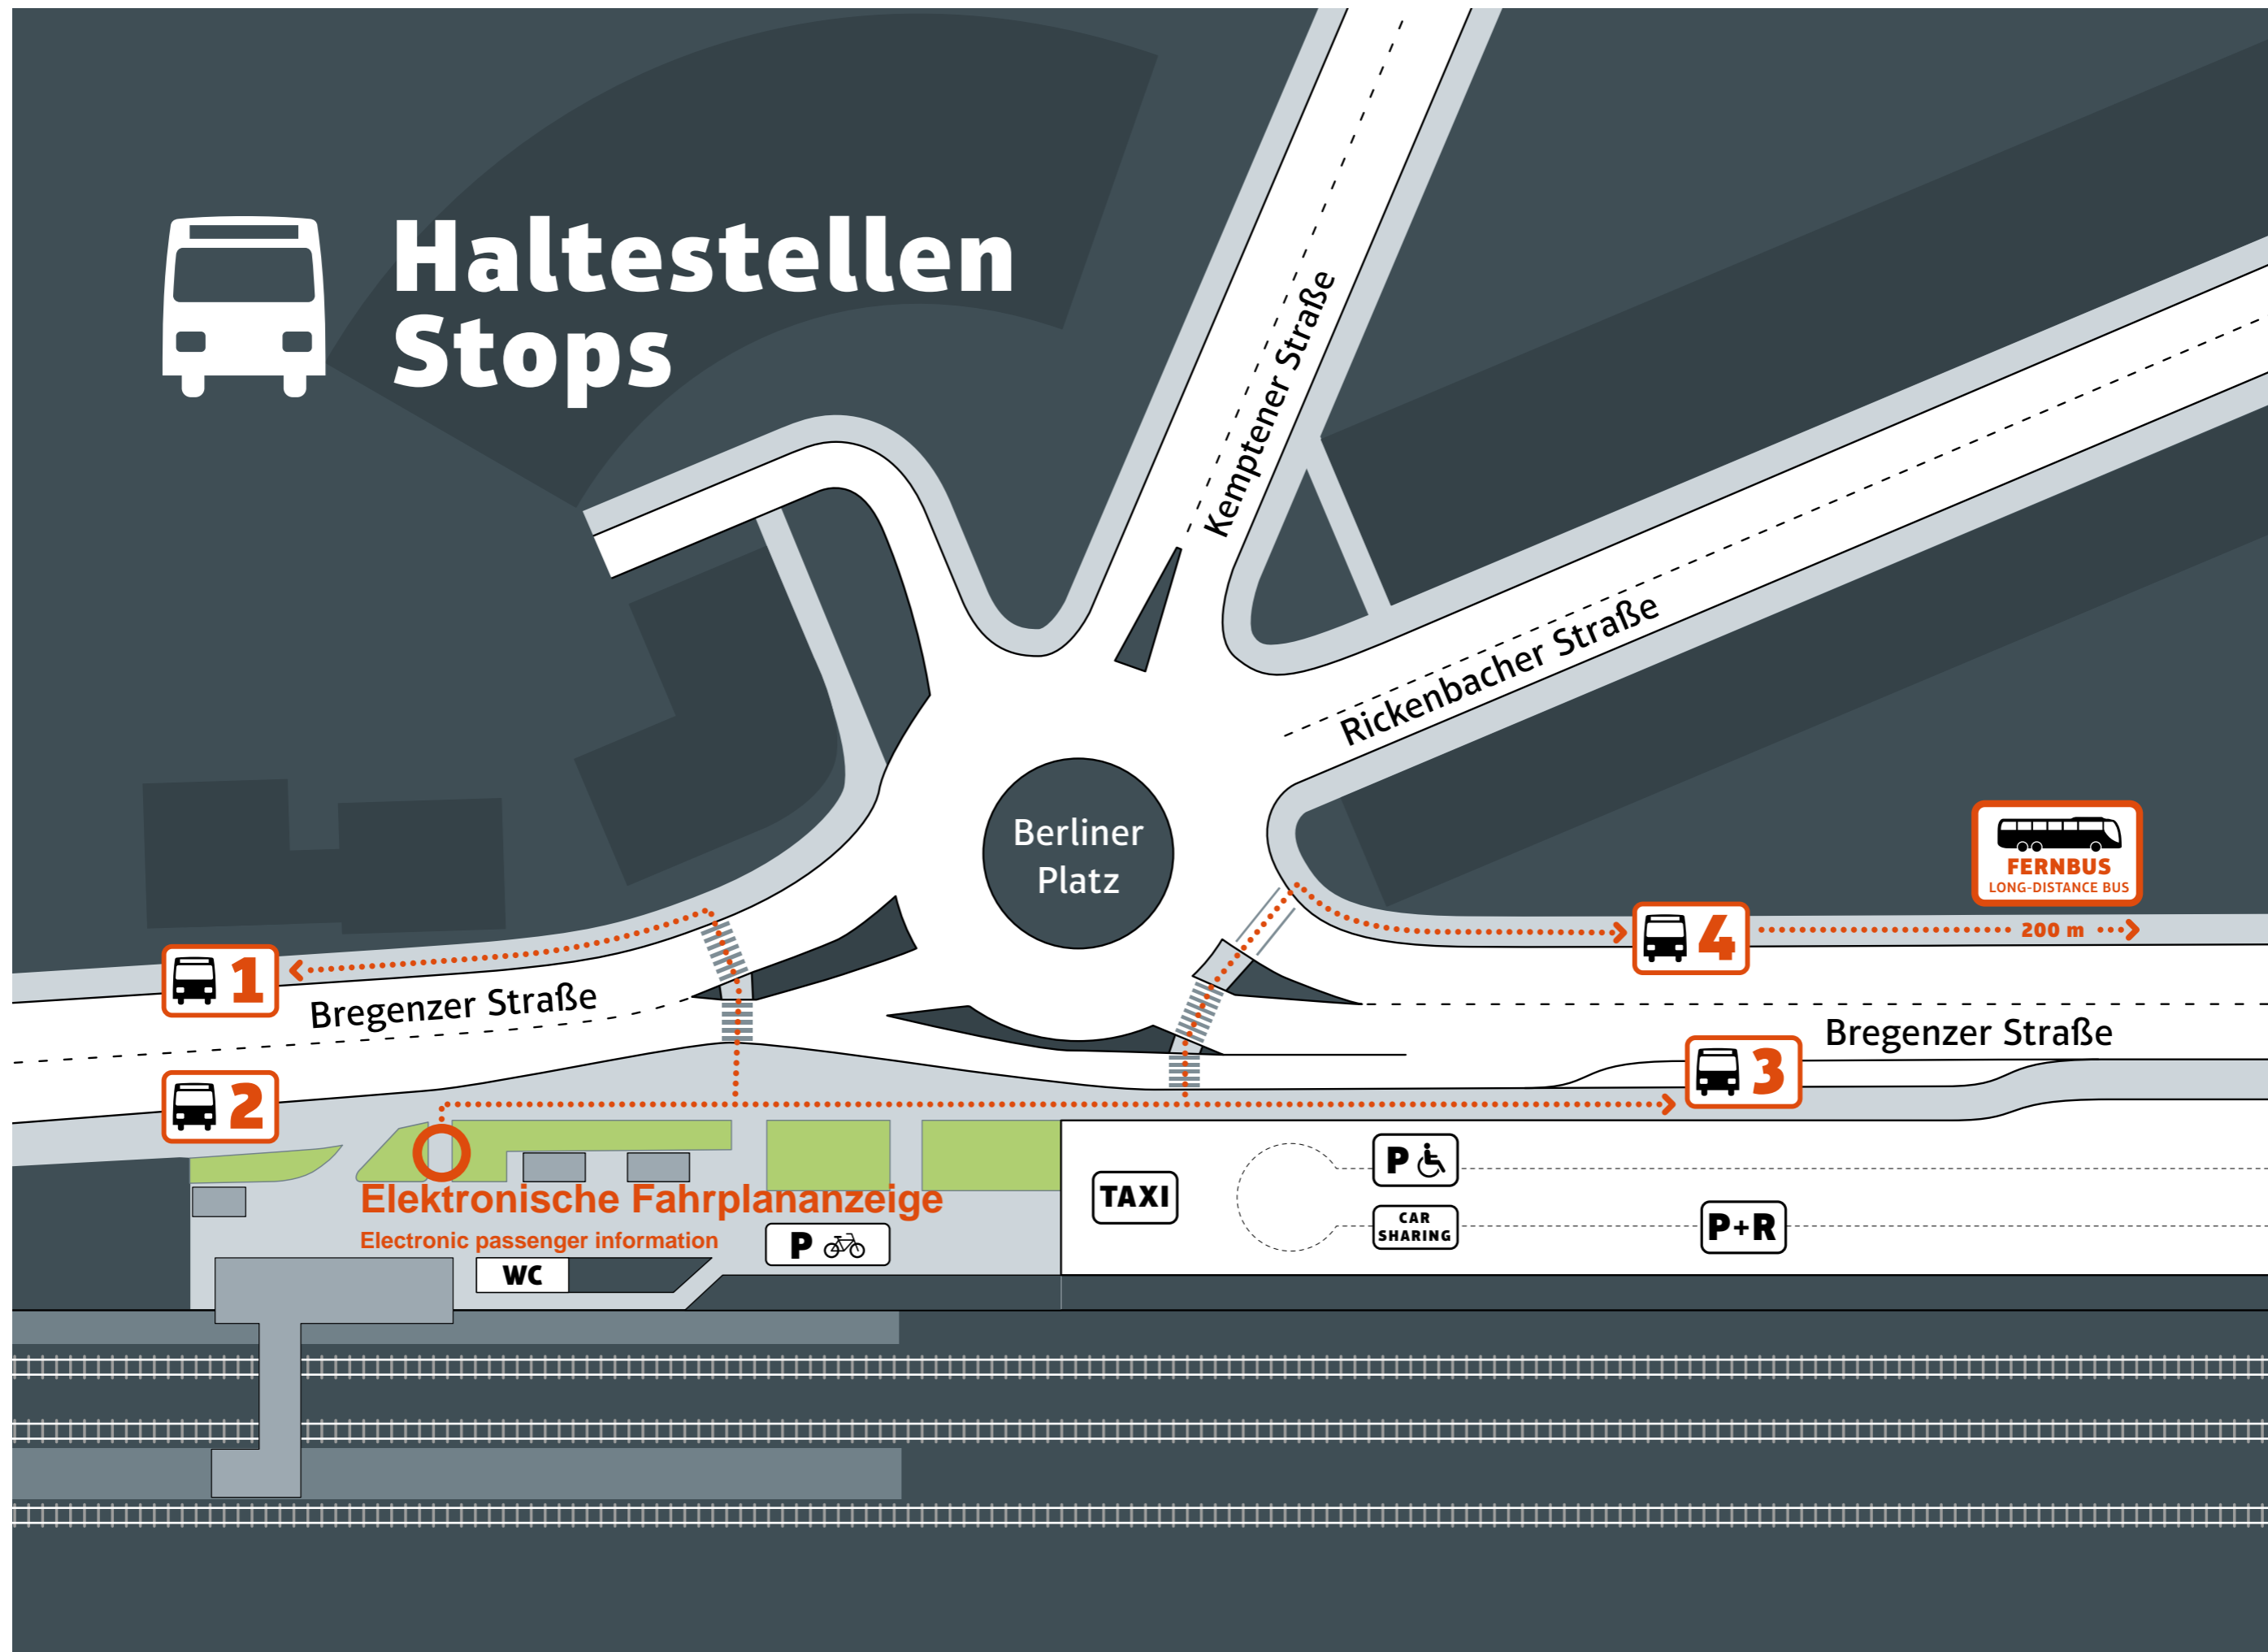 Haltestellen
Stops
Kemptener Straße
Rickenbacher Straße
Berliner
Platz
FERNBUS
LONG-DISTANCE BUS
1
4
200 m
Bregenzer Straße
Bregenzer Straße
2
3
P
TAXI
Elektronische Fahrplananzeige
CAR
SHARING
P+R
Electronic passenger information
P
WC